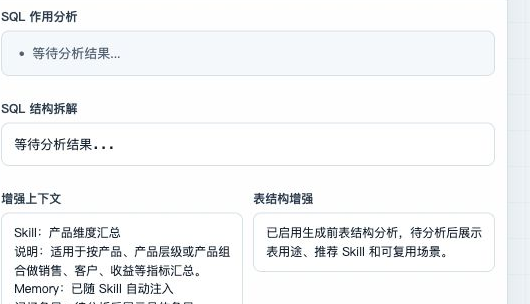 SQL 作用分析
• 等待分析结果...
SQL 结构拆解
等待分析结果...
增强上下文
Skill：产品维度汇总
说明：适用于按产品、产品层级或产品组
合做销售、客户、收益等指标汇总。
Memory：已随 Skill 自动注入
表结构增强
已启用生成前表结构分析，待分析后展示
表用途、推荐 Skill 和可复用场景。